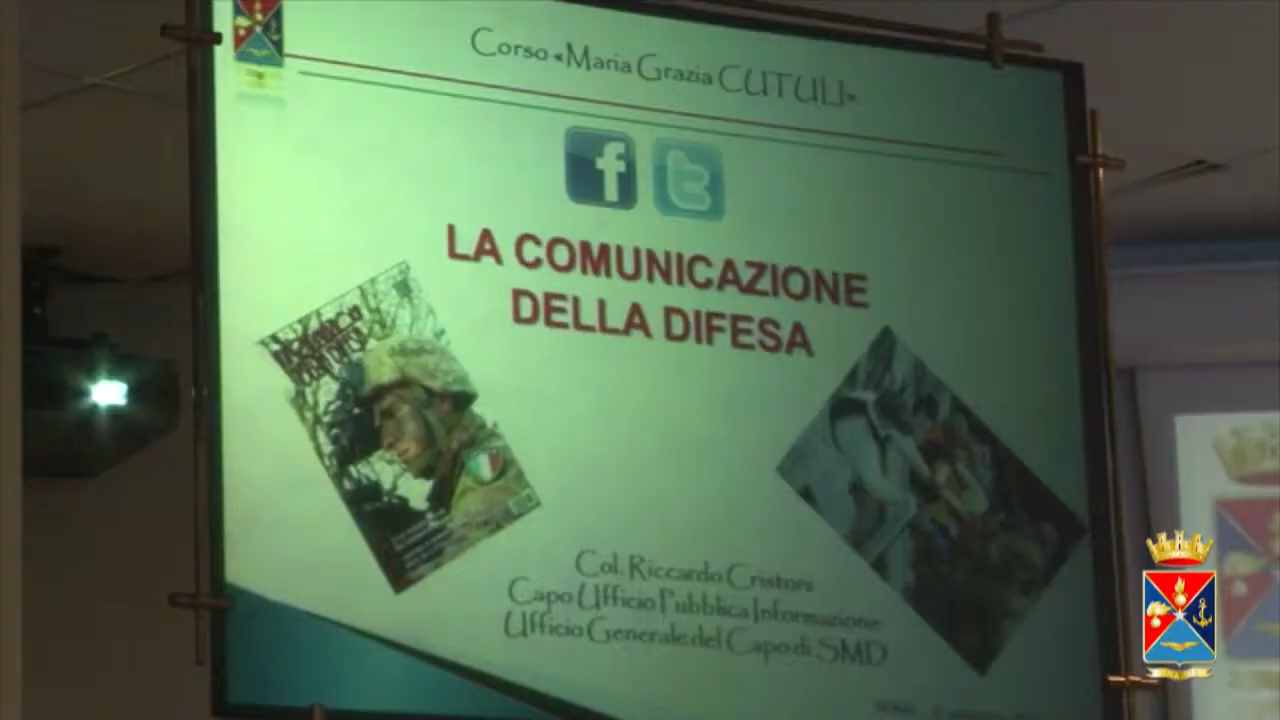 Corso «Maria Grazia CUTULI»
f t
LA COMUNICAZIONE
DELLA DIFESA
Col. Riccardo Cristoni
Capo Ufficio Pubblica Informazione
Ufficio Generale del Capo di SMD